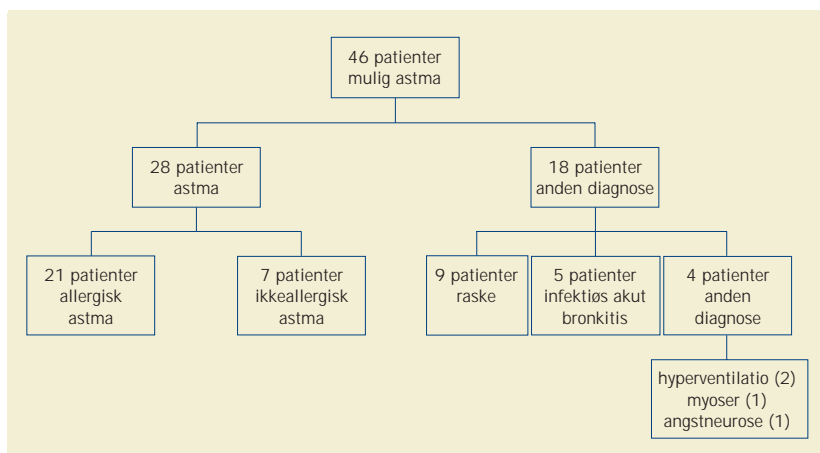 46 patienter
mulig astma
28 patienter
astma
18 patienter
anden diagnose
21 patienter
allergisk
astma
7 patienter
ikkeallergisk
astma
9 patienter
raske
5 patienter
infektiøs akut
bronkitis
4 patienter
anden
diagnose
hyperventilatio (2)
myoser (1)
angstneurose (1)